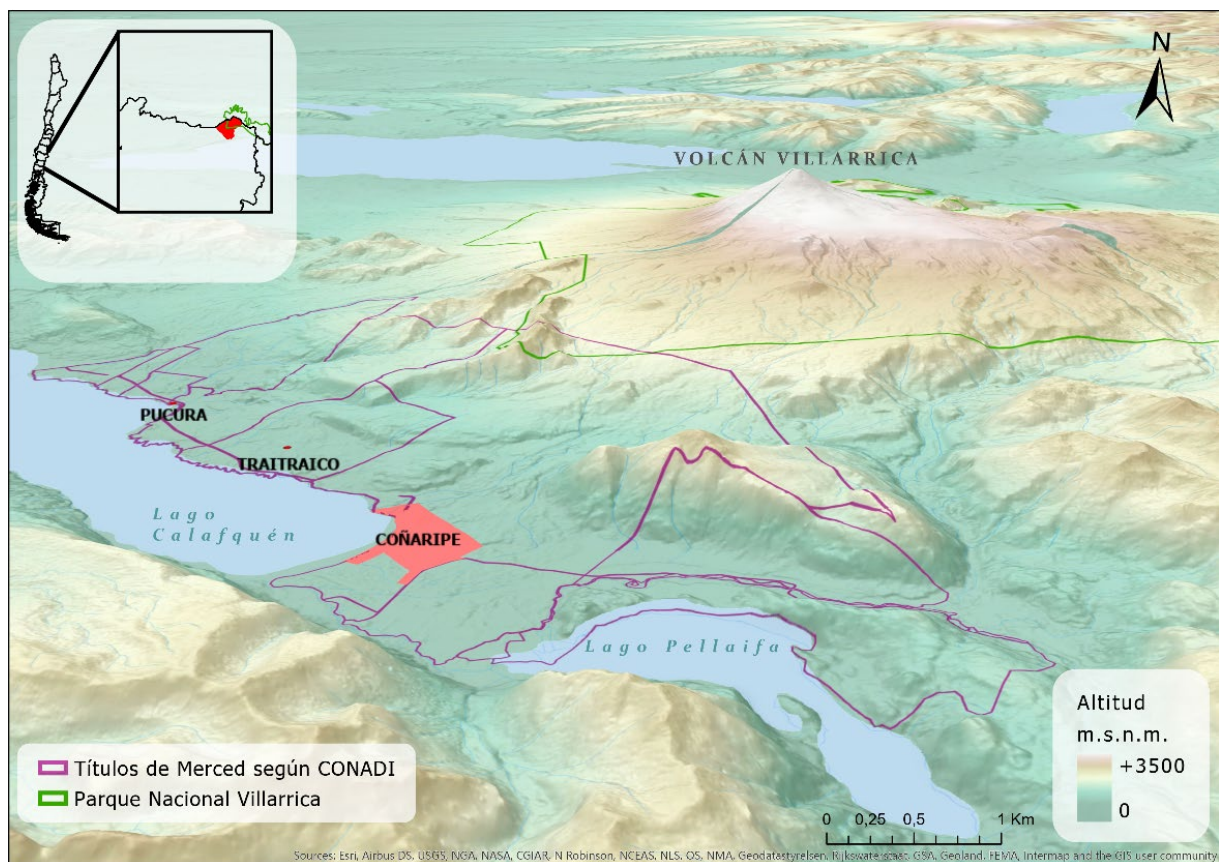 N
VOLCÁN VILLARRICA
PUCURA
TRAITRAICO
Lago
Calafquén
COÑARIPE
Lago Pellaifa
Títulos de Merced según CONADI
Parque Nacional Villarrica
Altitud
m.s.n.m.
+3500
0
0 0,25 0,5 1 Km
Sources: Esri, Airbus DS, USGS, NGA, NASA, CGIAR, N Robinson, NCEAS, NLS, OS, NMA, Geodatastyrelsen, Rijkswaterstaat, GSA, Geoland, FEMA, Intermap and the GIS user community